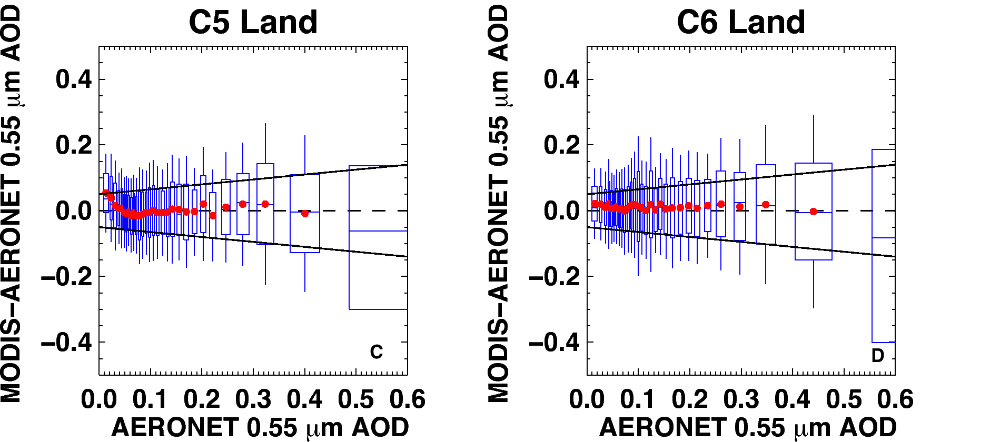 C5 Land
MODIS−AERONET 0.55 μm AOD
0.4
0.2
0.0
−0.2
−0.4
C
0.0 0.1 0.2 0.3 0.4 0.5 0.6
AERONET 0.55 μm AOD
C6 Land
MODIS−AERONET 0.55 μm AOD
0.4
0.2
0.0
−0.2
−0.4
D
0.0 0.1 0.2 0.3 0.4 0.5 0.6
AERONET 0.55 μm AOD